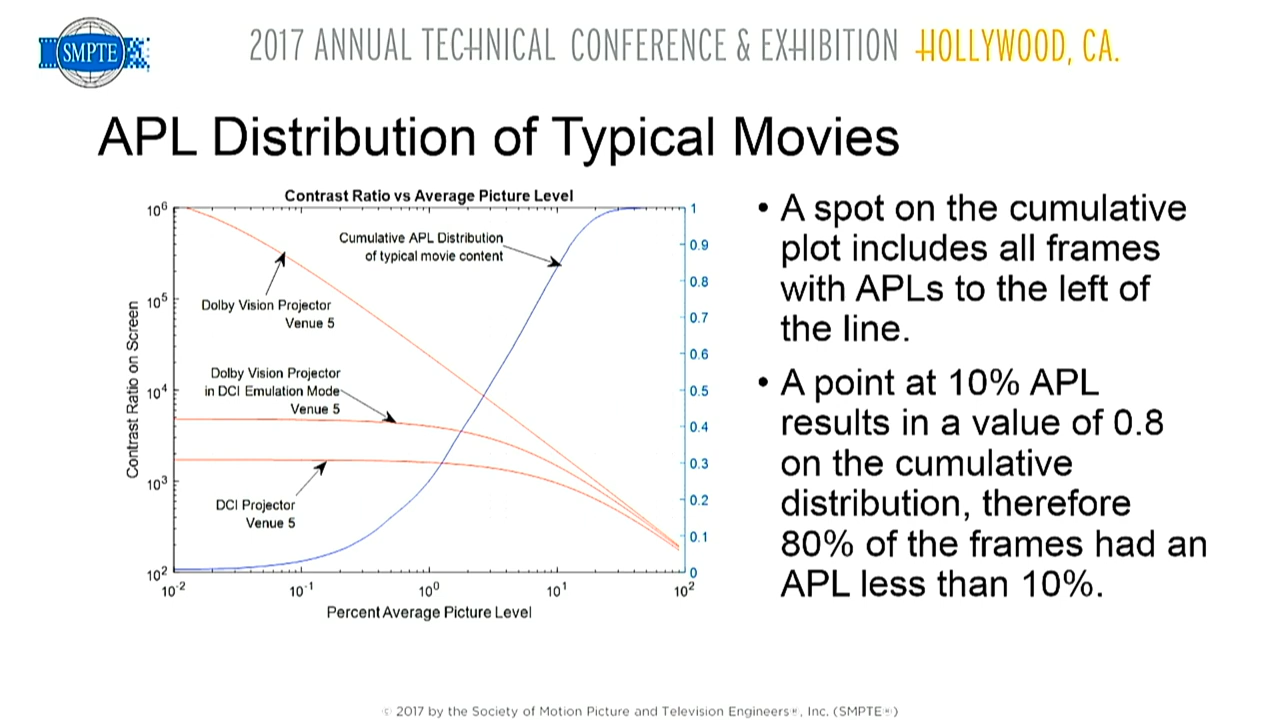 SMPTE
2017 ANNUAL TECHNICAL CONFERENCE & EXHIBITION HOLLYWOOD, CA.
APL Distribution of Typical Movies
Contrast Ratio vs Average Picture Level
Contrast Ratio on Screen
10^6
10^5
10^4
10^3
10^2
Cumulative APL Distribution
of typical movie content
Dolby Vision Projector
Venue 5
Dolby Vision Projector
in DCI Emulation Mode
Venue 5
DCI Projector
Venue 5
1
0.9
0.8
0.7
0.6
0.5
0.4
0.3
0.2
0.1
0
10^-2 10^-1 10^0 10^1 10^2
Percent Average Picture Level
• A spot on the cumulative
plot includes all frames
with APLs to the left of
the line.
• A point at 10% APL
results in a value of 0.8
on the cumulative
distribution, therefore
80% of the frames had an
APL less than 10%.
© 2017 by the Society of Motion Picture and Television Engineers®, Inc. (SMPTE®)